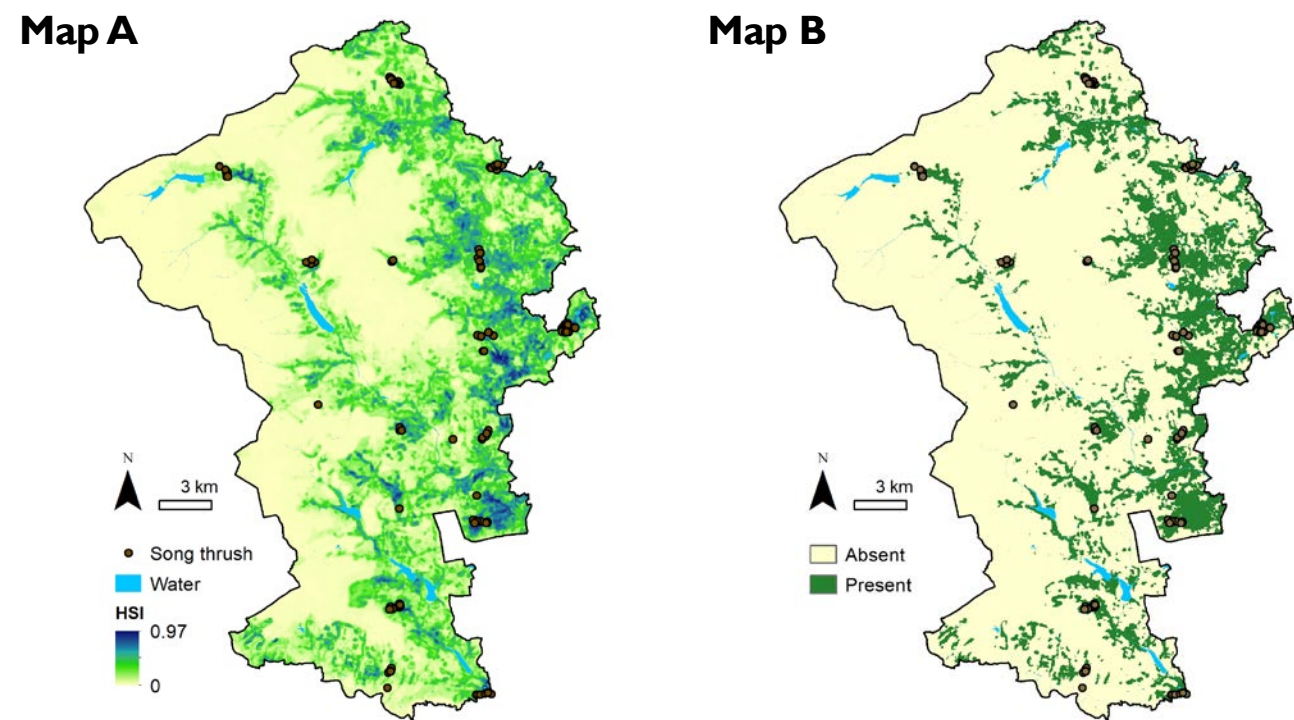 Map A
Map B
N
3 km
Song thrush
Water
HSI
0.97
0
N
3 km
Absent
Present